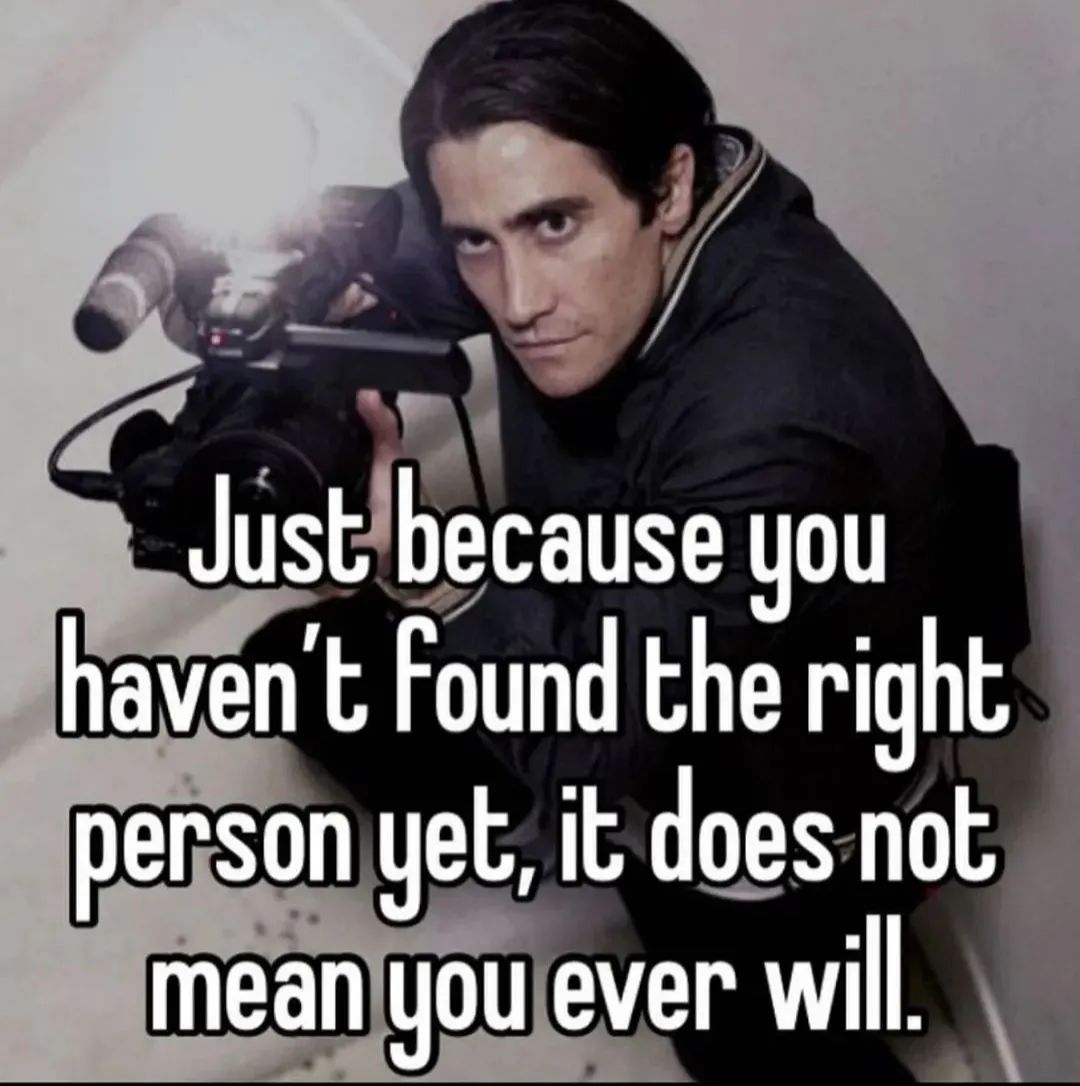 Just because you
haven't found the right
person yet, it does not
mean you ever will.